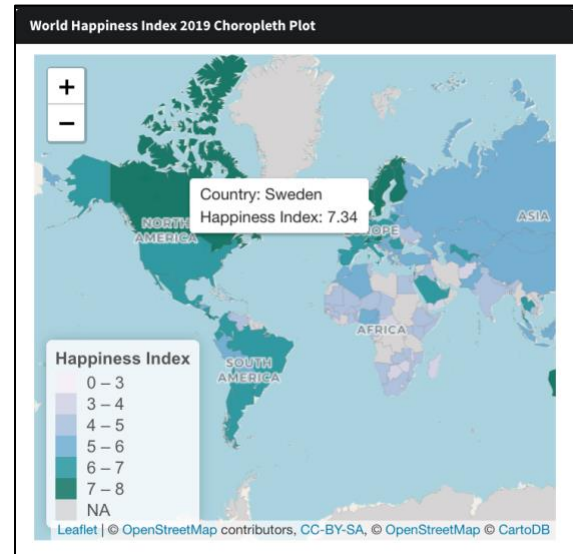 World Happiness Index 2019 Choropleth Plot
+
−
Country: Sweden
Happiness Index: 7.34
NORTH
AMERICA
ASIA
AFRICA
SOUTH
AMERICA
Happiness Index
0 – 3
3 – 4
4 – 5
5 – 6
6 – 7
7 – 8
NA
Leaflet | © OpenStreetMap contributors, CC-BY-SA, © OpenStreetMap © CartoDB